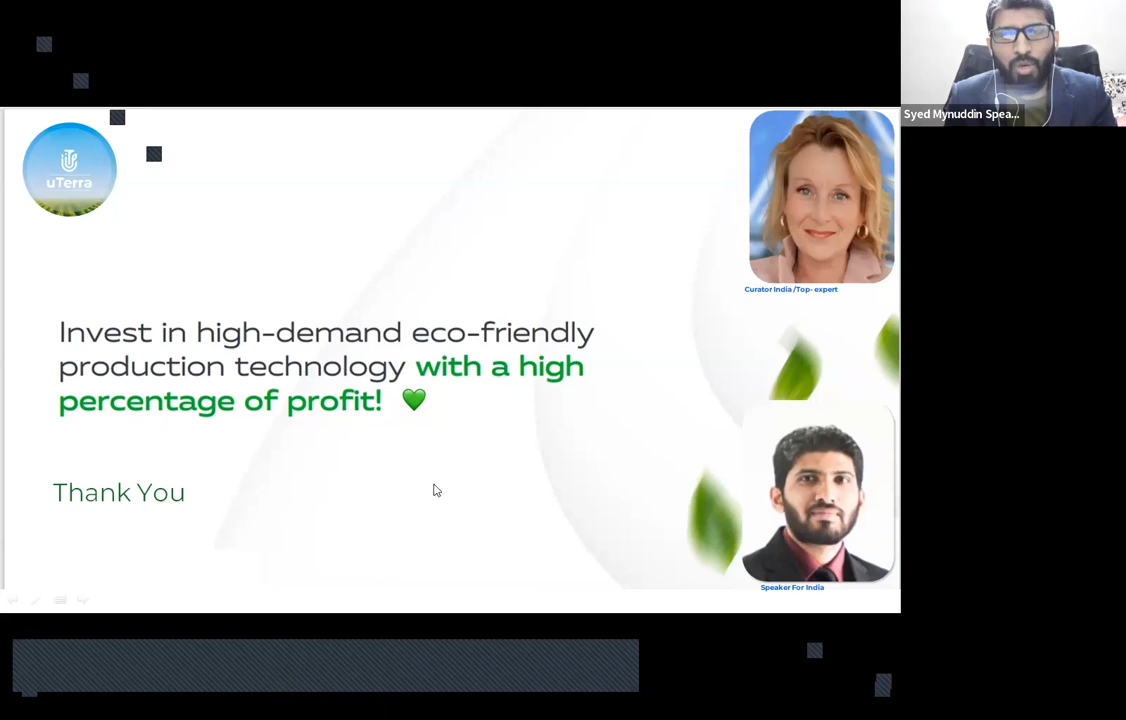 Syed Mynuddin Spea...
uTerra
Curator India /Top- expert
Invest in high-demand eco-friendly
production technology with a high
percentage of profit! 💚
Thank You
Speaker For India